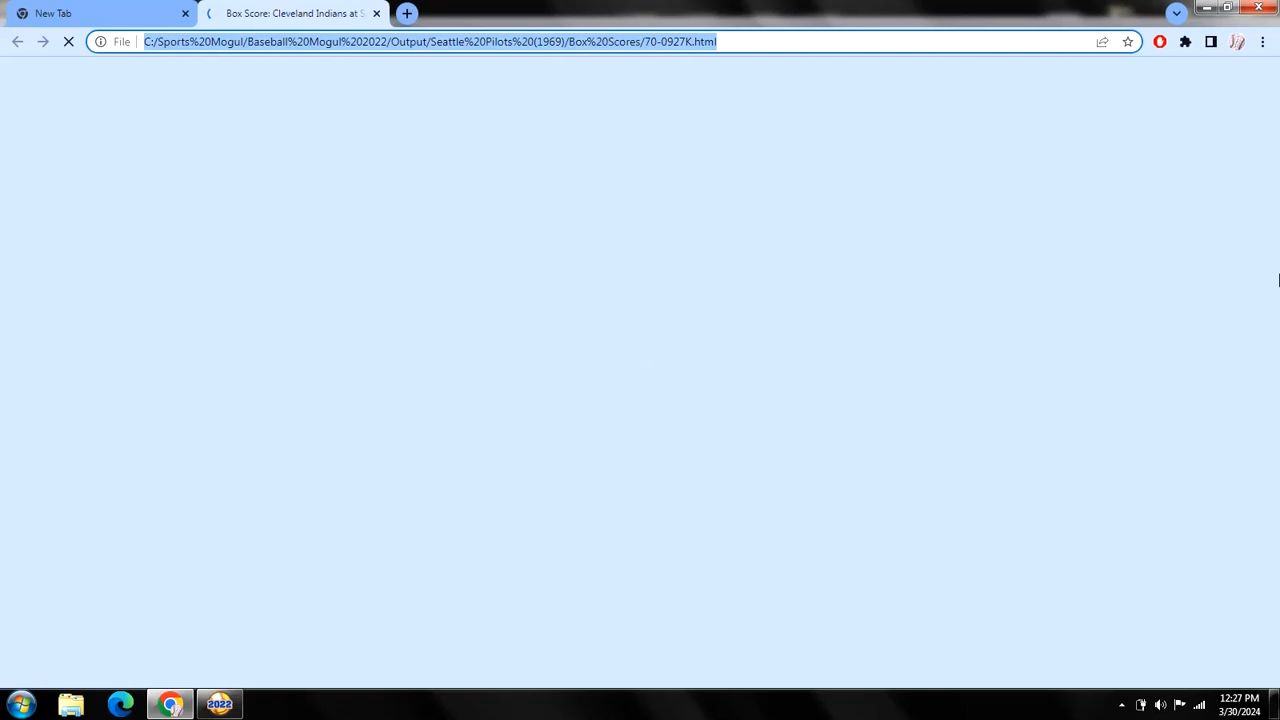 New Tab
Box Score: Cleveland Indians at S
File
C:/Sports%20Mogul/Baseball%20Mogul%202022/Output/Seattle%20Pilots%20(1969)/Box%20Scores/70-0927K.html
2022
12:27 PM
3/30/2024